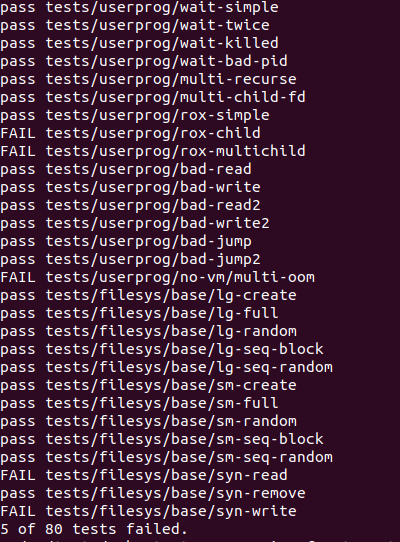 pass tests/userprog/wait-simple
pass tests/userprog/wait-twice
pass tests/userprog/wait-killed
pass tests/userprog/wait-bad-pid
pass tests/userprog/multi-recurse
pass tests/userprog/multi-child-fd
pass tests/userprog/rox-simple
FAIL tests/userprog/rox-child
FAIL tests/userprog/rox-multichild
pass tests/userprog/bad-read
pass tests/userprog/bad-write
pass tests/userprog/bad-read2
pass tests/userprog/bad-write2
pass tests/userprog/bad-jump
pass tests/userprog/bad-jump2
FAIL tests/userprog/no-vm/multi-oom
pass tests/filesys/base/lg-create
pass tests/filesys/base/lg-full
pass tests/filesys/base/lg-random
pass tests/filesys/base/lg-seq-block
pass tests/filesys/base/lg-seq-random
pass tests/filesys/base/sm-create
pass tests/filesys/base/sm-full
pass tests/filesys/base/sm-random
pass tests/filesys/base/sm-seq-block
pass tests/filesys/base/sm-seq-random
FAIL tests/filesys/base/syn-read
pass tests/filesys/base/syn-remove
FAIL tests/filesys/base/syn-write
5 of 80 tests failed.